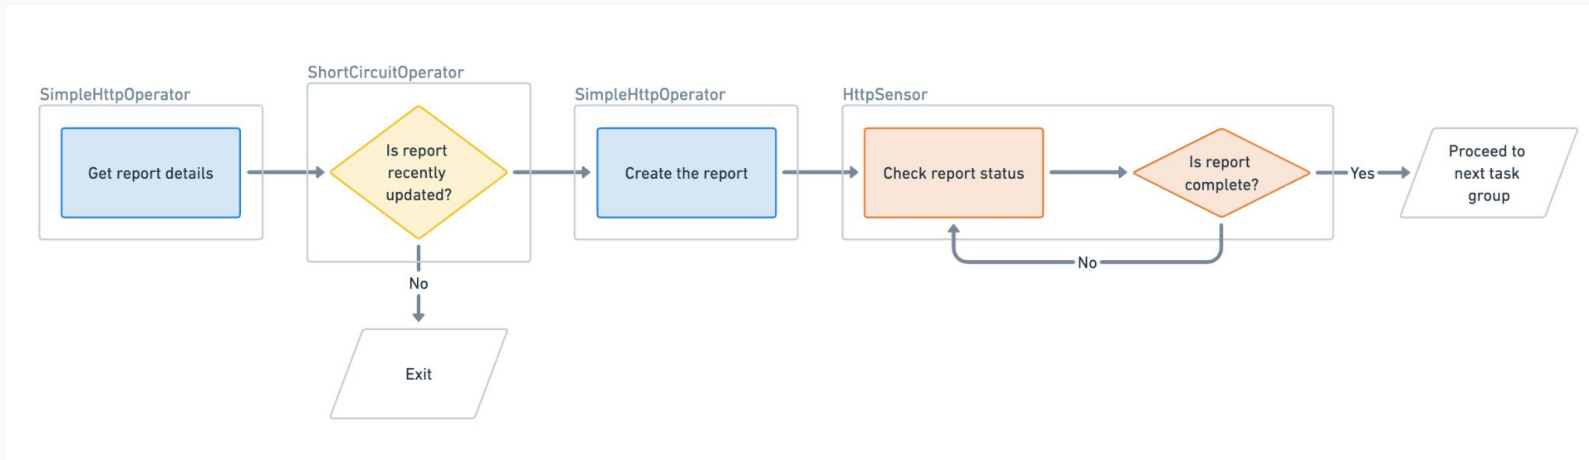 SimpleHttpOperator
Get report details
ShortCircuitOperator
Is report
recently
updated?
No
Exit
SimpleHttpOperator
Create the report
HttpSensor
Check report status
Is report
complete?
No
Yes
Proceed to
next task
group